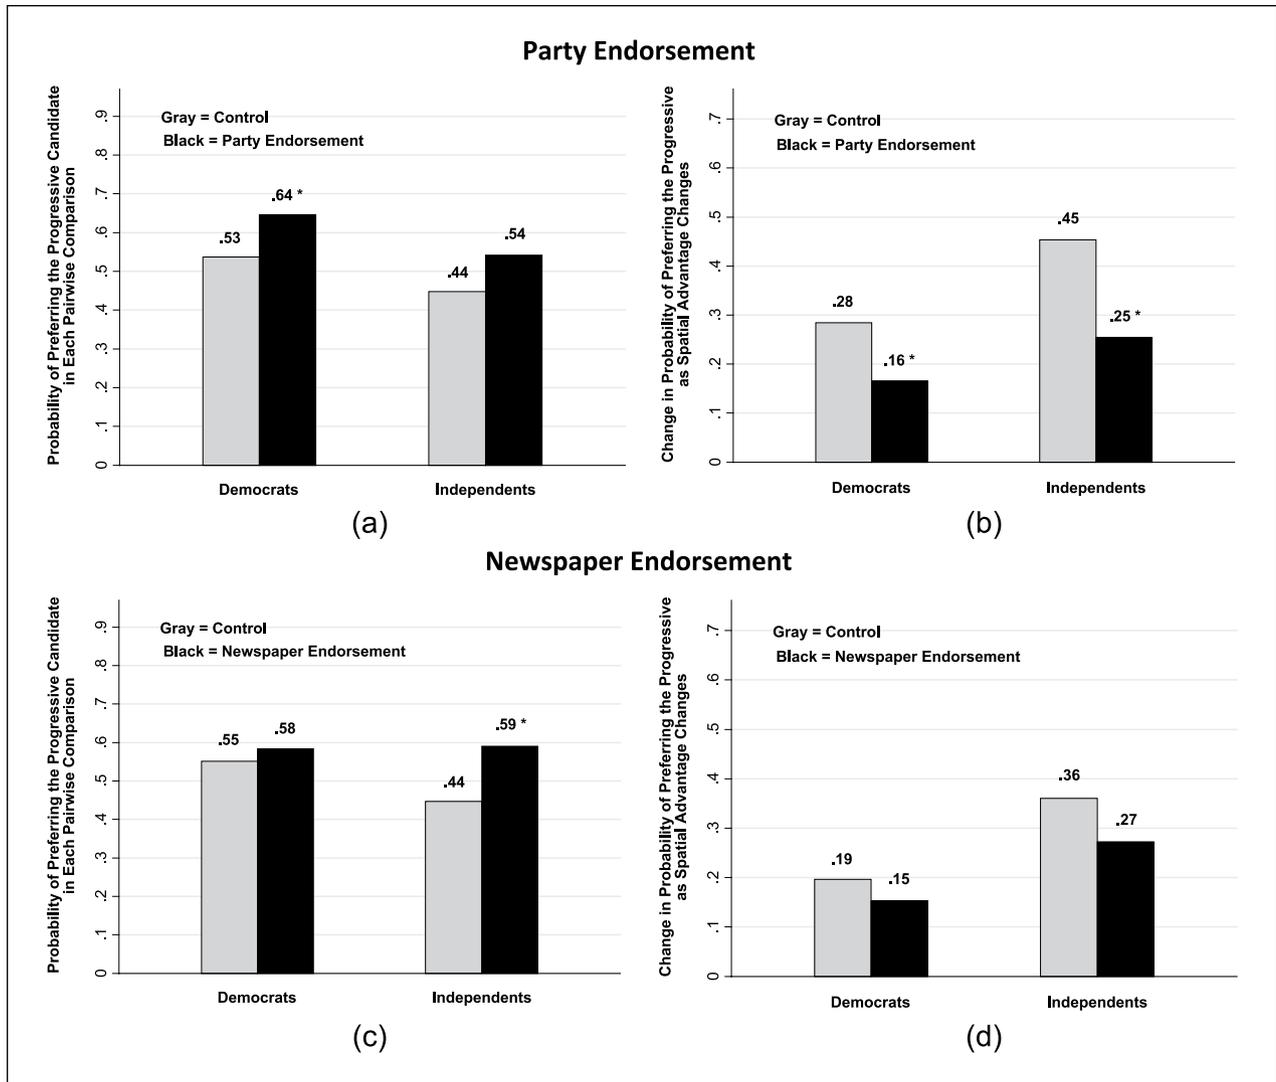 Party Endorsement
Probability of Preferring the Progressive Candidate
in Each Pairwise Comparison
.9
.8
.7
.6
.5
.4
.3
.2
.1
0
Gray = Control
Black = Party Endorsement
.53
.64 *
.44
.54
Democrats
Independents
(a)
Change in Probability of Preferring the Progressive
as Spatial Advantage Changes
.7
.6
.5
.4
.3
.2
.1
0
Gray = Control
Black = Party Endorsement
.28
.16 *
.45
.25 *
Democrats
Independents
(b)
Newspaper Endorsement
Probability of Preferring the Progressive Candidate
in Each Pairwise Comparison
.9
.8
.7
.6
.5
.4
.3
.2
.1
0
Gray = Control
Black = Newspaper Endorsement
.55
.58
.44
.59 *
Democrats
Independents
(c)
Change in Probability of Preferring the Progressive
as Spatial Advantage Changes
.7
.6
.5
.4
.3
.2
.1
0
Gray = Control
Black = Newspaper Endorsement
.19
.15
.36
.27
Democrats
Independents
(d)